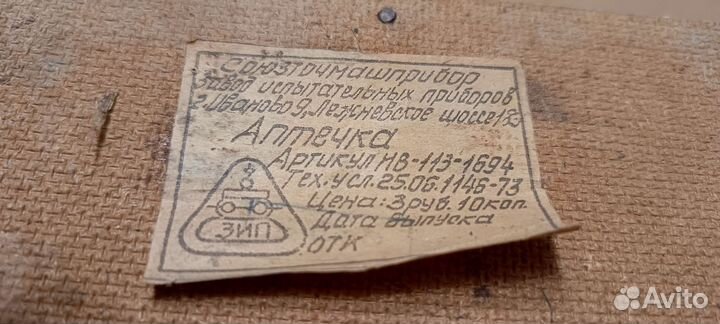 Союзточмашприбор
Завод испытательных приборов
г. Иваново 9, Лежневское шоссе
Аптечка
Артикул НВ-113-1694
Тех. усл. 25.06.1146-73
Цена: 3 руб. 10 коп.
Дата выпуска
ОТК
ЗИП
Avito